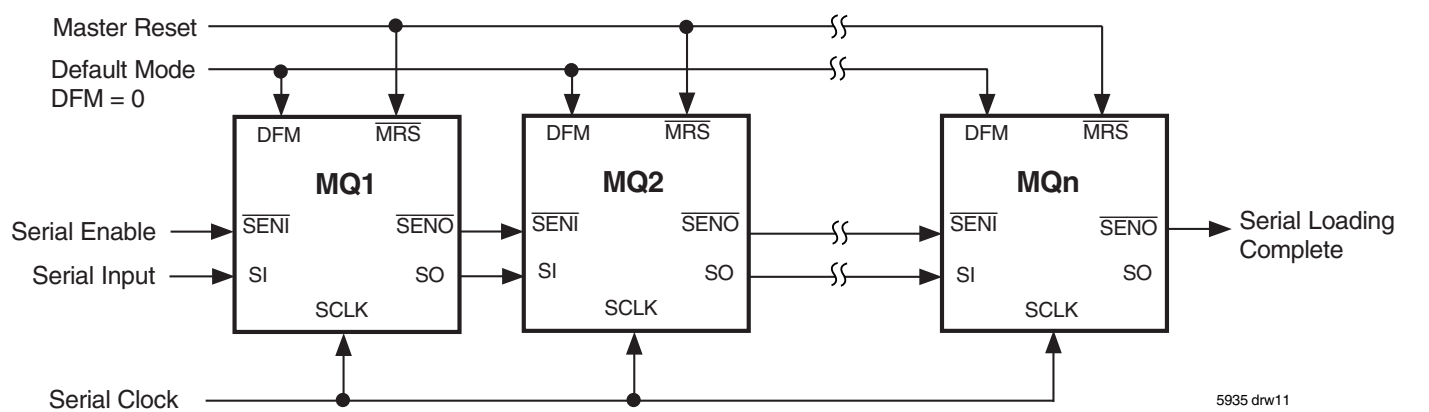 Master Reset
Default Mode
DFM = 0
DFM
MRS
MQ1
SENI
SENO
SI
SO
SCLK
DFM
MRS
MQ2
SENI
SENO
SI
SO
SCLK
DFM
MRS
MQn
SENI
SENO
SI
SO
SCLK
Serial Enable
Serial Input
Serial Loading
Complete
Serial Clock
5935 drw11